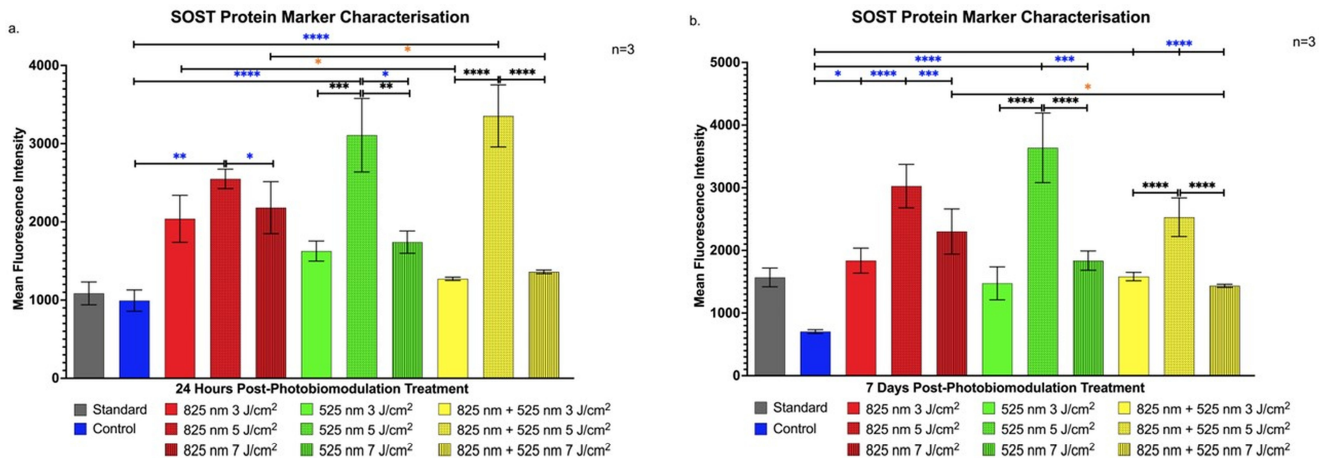 a.
SOST Protein Marker Characterisation
n=3
****
*
*
****
*
****
****
***
**
**
*
Mean Fluorescence Intensity
4000
3000
2000
1000
0
24 Hours Post-Photobiomodulation Treatment
Standard
Control
825 nm 3 J/cm²
825 nm 5 J/cm²
825 nm 7 J/cm²
525 nm 3 J/cm²
525 nm 5 J/cm²
525 nm 7 J/cm²
825 nm + 525 nm 3 J/cm²
825 nm + 525 nm 5 J/cm²
825 nm + 525 nm 7 J/cm²
b.
SOST Protein Marker Characterisation
n=3
****
****
***
*
****
***
*
****
****
****
****
Mean Fluorescence Intensity
5000
4000
3000
2000
1000
0
7 Days Post-Photobiomodulation Treatment
Standard
Control
825 nm 3 J/cm²
825 nm 5 J/cm²
825 nm 7 J/cm²
525 nm 3 J/cm²
525 nm 5 J/cm²
525 nm 7 J/cm²
825 nm + 525 nm 3 J/cm²
825 nm + 525 nm 5 J/cm²
825 nm + 525 nm 7 J/cm²